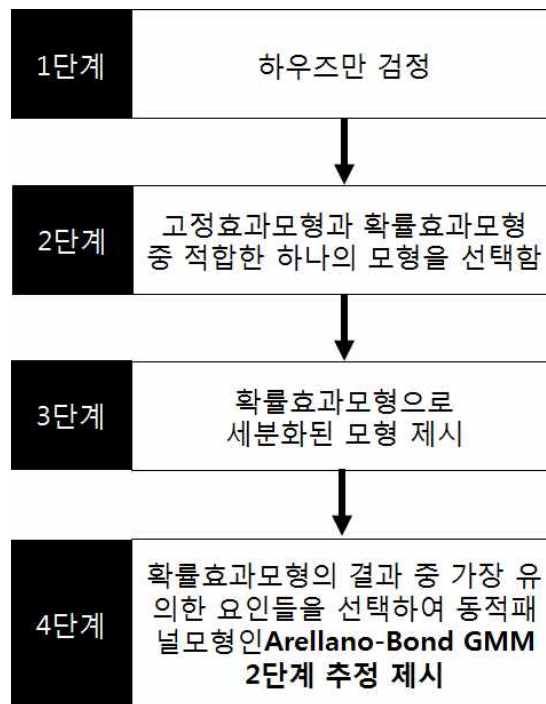 1단계
하우즈만 검정
2단계
고정효과모형과 확률효과모형
중 적합한 하나의 모형을 선택함
3단계
확률효과모형으로
세분화된 모형 제시
4단계
확률효과모형의 결과 중 가장 유
의한 요인들을 선택하여 동적패
널모형인Arellano-Bond GMM
2단계 추정 제시